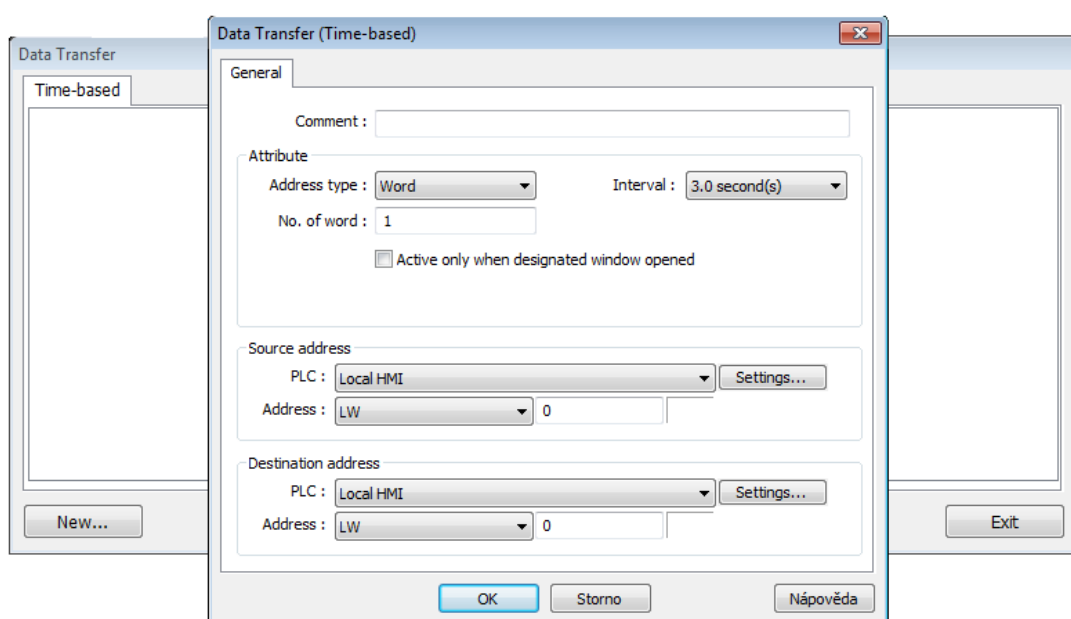 Data Transfer
Time-based
New...
Exit
Data Transfer (Time-based)
General
Comment :
Attribute
Address type : Word Interval : 3.0 second(s)
No. of word : 1
Active only when designated window opened
Source address
PLC : Local HMI Settings...
Address : LW 0
Destination address
PLC : Local HMI Settings...
Address : LW 0
OK Storno Nápověda